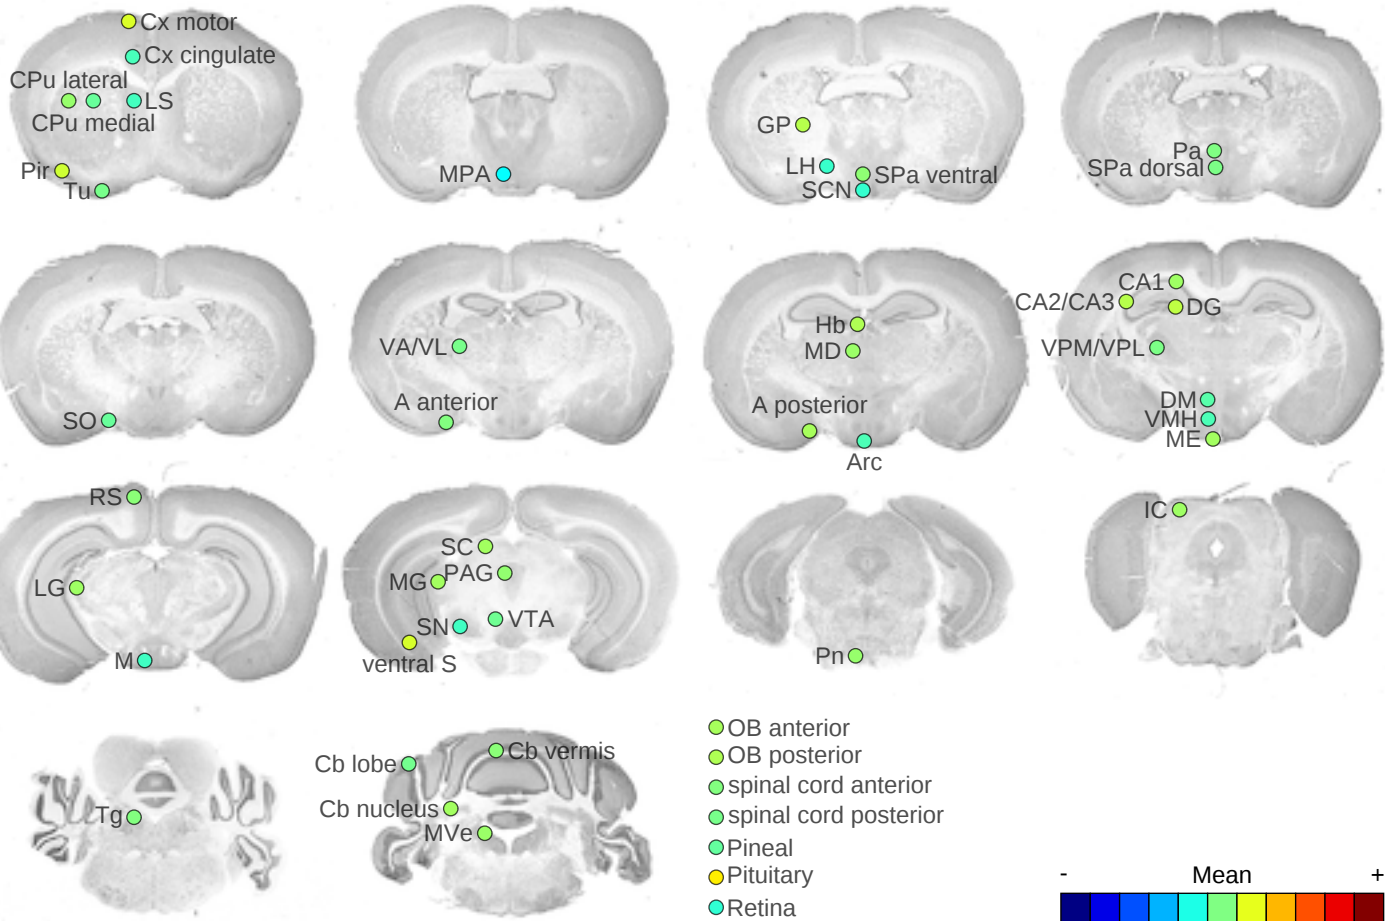 Cx motor
Cx cingulate
CPu lateral
LS
CPu medial
Pir
Tu
MPA
GP
LH
SPa ventral
SCN
Pa
SPa dorsal
SO
VA/VL
A anterior
Hb
MD
A posterior
Arc
CA1
CA2/CA3
DG
VPM/VPL
DM
VMH
ME
RS
LG
M
SC
MG
PAG
SN
VTA
ventral S
Pn
IC
Tg
Cb lobe
Cb vermis
Cb nucleus
MVe
OB anterior
OB posterior
spinal cord anterior
spinal cord posterior
Pineal
Pituitary
Retina
- Mean +